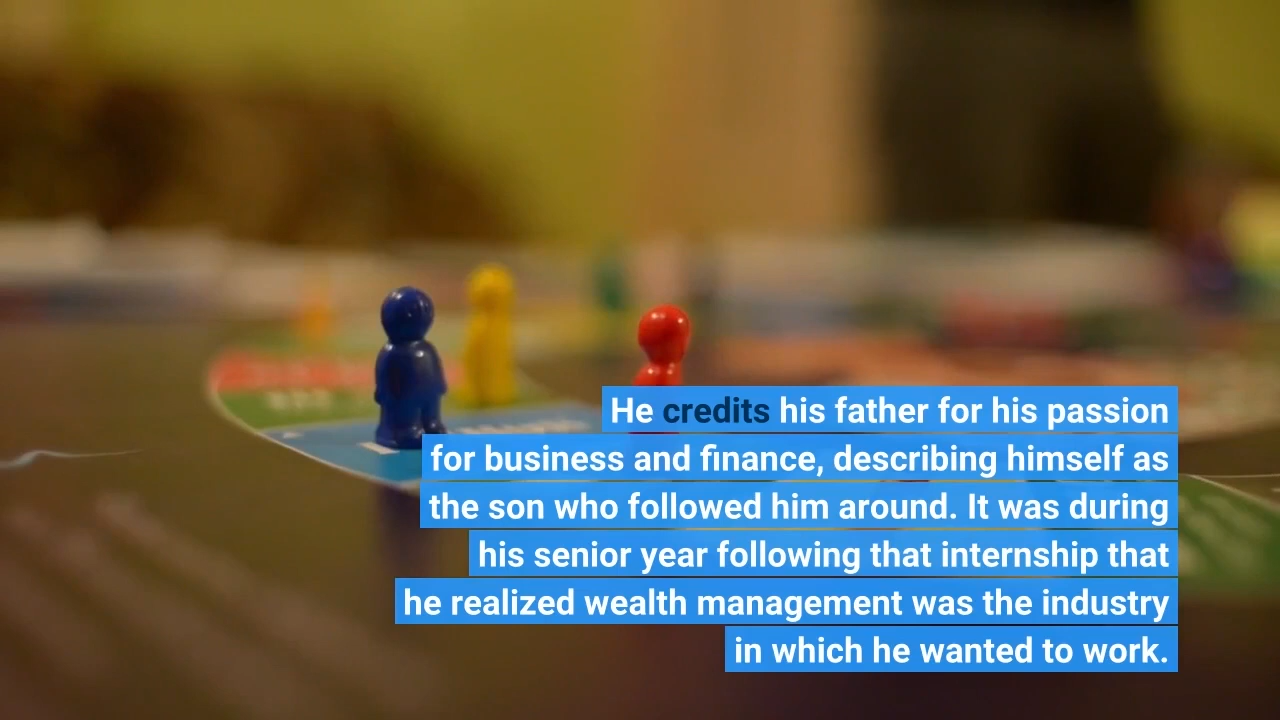 He credits his father for his passion
for business and finance, describing himself as
the son who followed him around. It was during
his senior year following that internship that
he realized wealth management was the industry
in which he wanted to work.